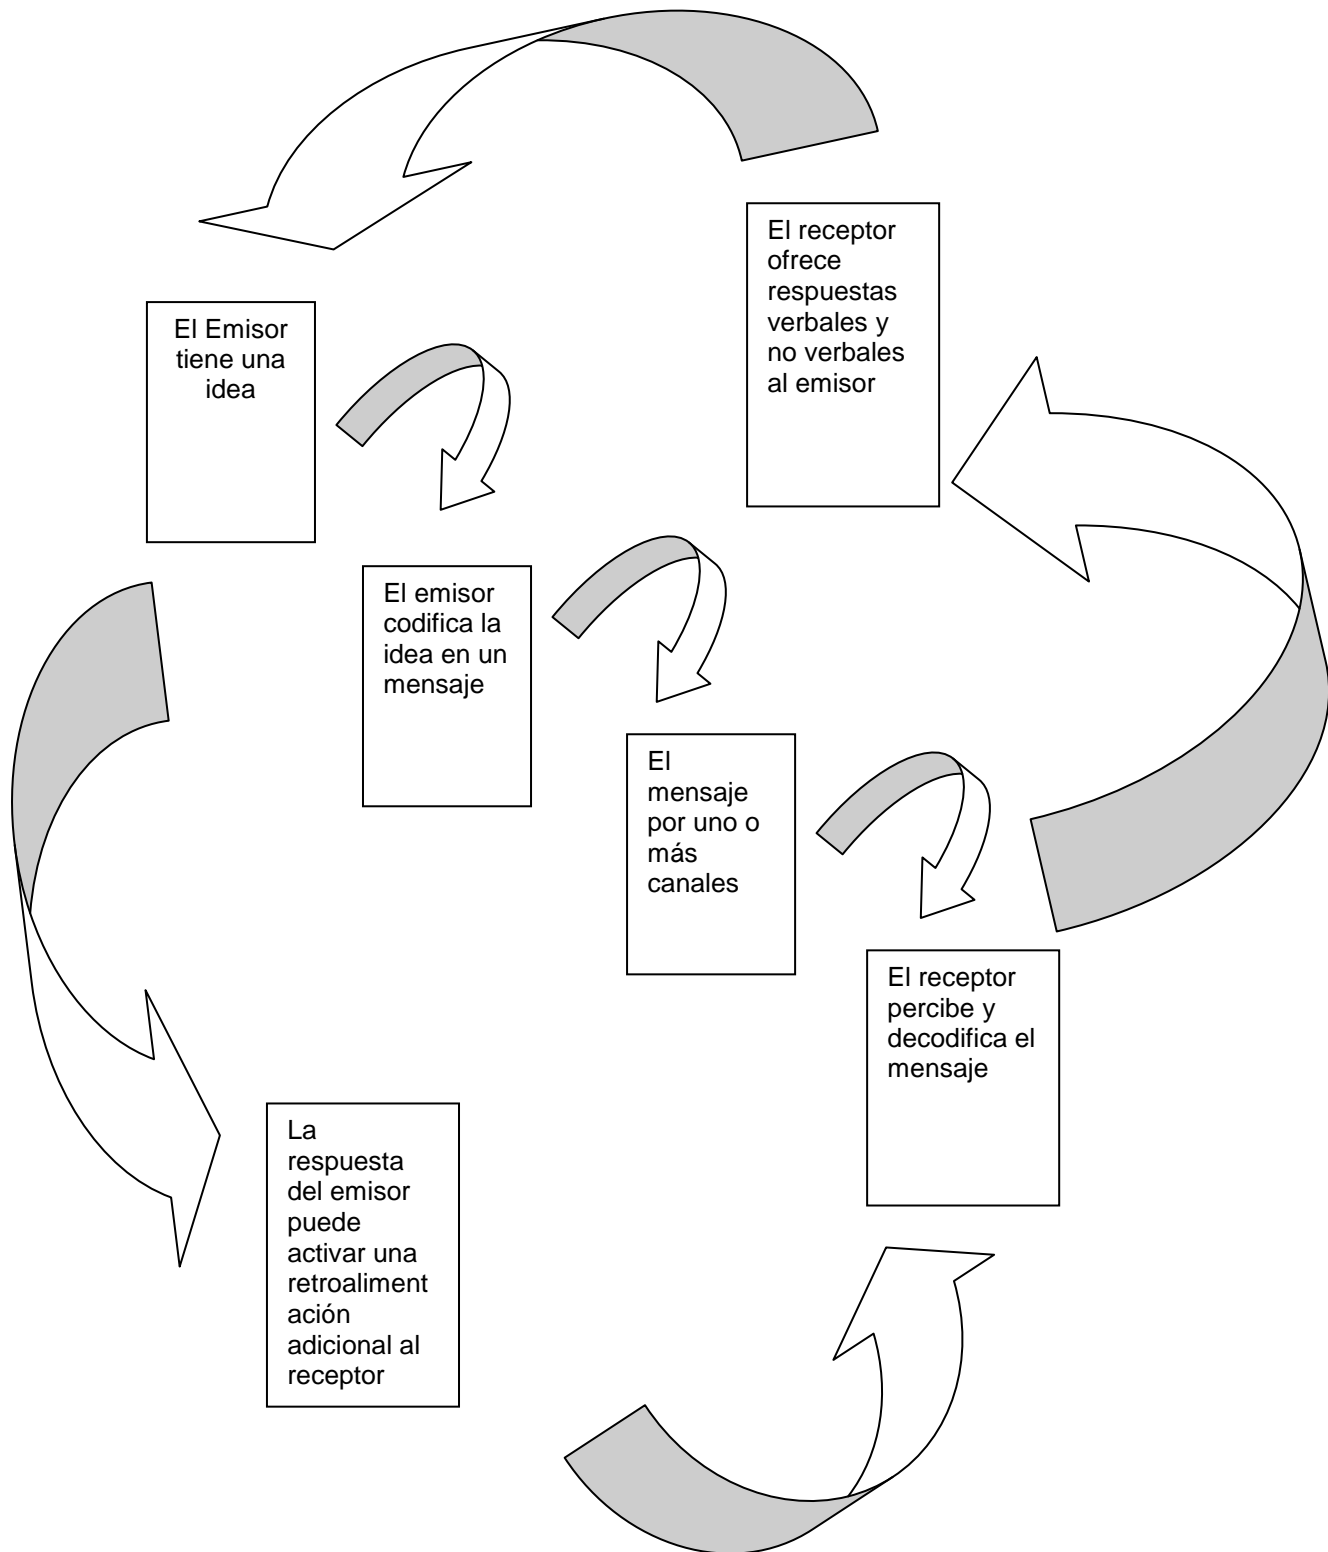 El Emisor
tiene una
idea
El emisor
codifica la
idea en un
mensaje
El
mensaje
por uno o
más
canales
El receptor
percibe y
decodifica el
mensaje
El receptor
ofrece
respuestas
verbales y
no verbales
al emisor
La
respuesta
del emisor
puede
activar una
retroaliment
ación
adicional al
receptor